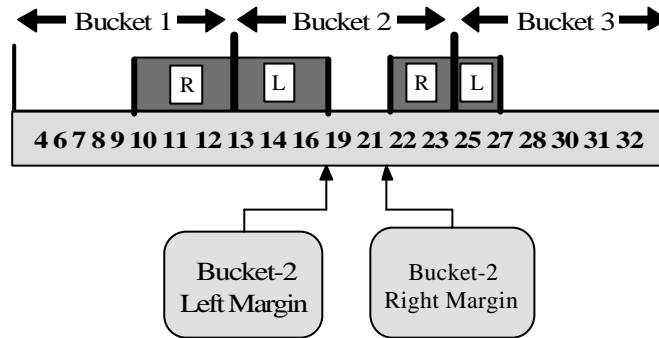 Bucket 1 Bucket 2 Bucket 3
R L R L
4 6 7 8 9 10 11 12 13 14 16 19 21 22 23 25 27 28 30 31 32
Bucket-2 Bucket-2
Left Margin Right Margin